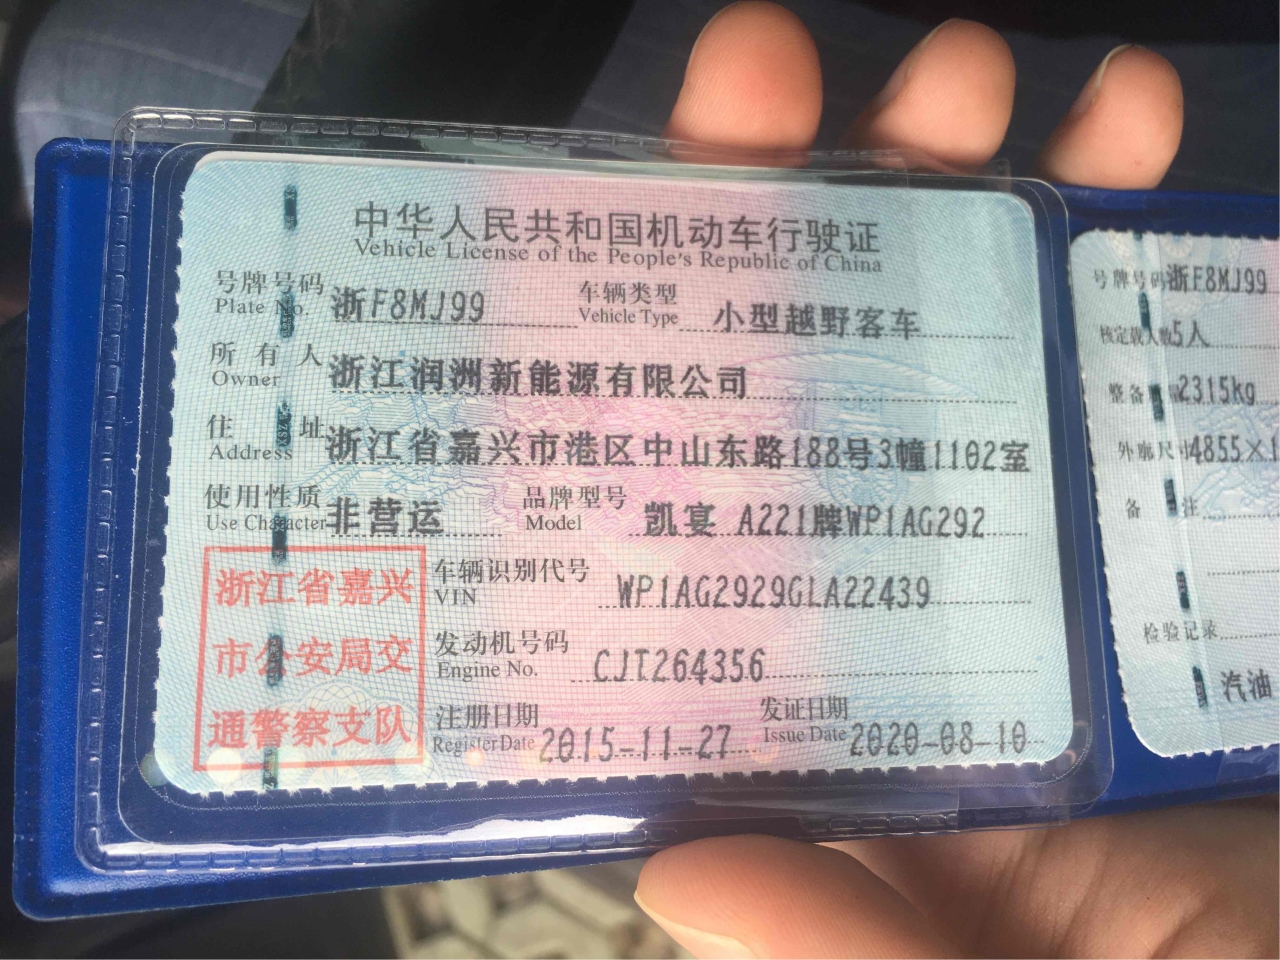 中华人民共和国机动车行驶证
Vehicle License of the People's Republic of China
号牌号码 浙F8MJ99 车辆类型 小型越野客车
Plate No. Vehicle Type
所有人 浙江润洲新能源有限公司
Owner
住址 浙江省嘉兴市港区中山东路188号3幢1102室
Address
使用性质 非营运 品牌型号 凯宴 A221牌WP1AG292
Use Character Model
车辆识别代号 WP1AG2929GLA22439
VIN
发动机号码 CJT264356
Engine No.
注册日期 2015-11-27 发证日期 2020-08-10
Register Date Issue Date
浙江省嘉兴
市公安局交
通警察支队
号牌号码 浙F8MJ99
核定载人数 5人
整备 2315kg
外廓尺寸 4855×1
备注
检验记录
汽油